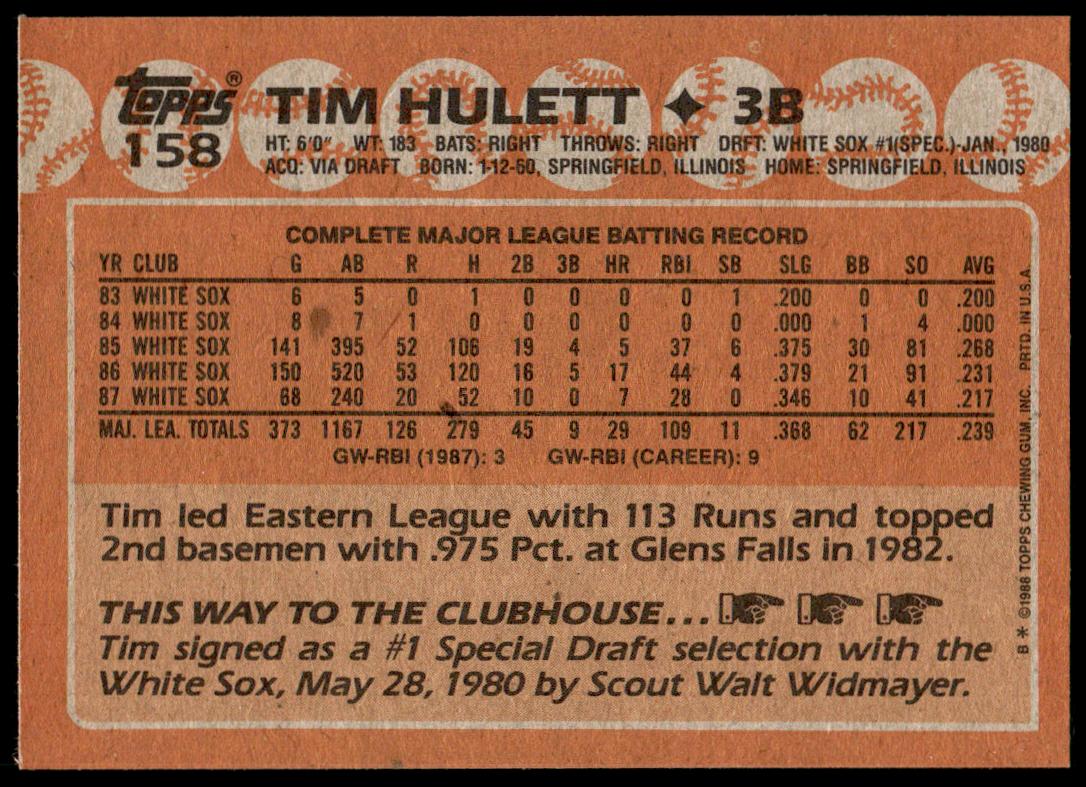 topps®
158
TIM HULETT ✦ 3B
HT: 6'0" WT: 183 BATS: RIGHT THROWS: RIGHT DRFT: WHITE SOX #1(SPEC.)-JAN., 1980
ACQ: VIA DRAFT BORN: 1-12-60, SPRINGFIELD, ILLINOIS HOME: SPRINGFIELD, ILLINOIS
COMPLETE MAJOR LEAGUE BATTING RECORD
YR CLUB G AB R H 2B 3B HR RBI SB SLG BB SO AVG
83 WHITE SOX 6 5 0 1 0 0 0 0 1 .200 0 0 .200
84 WHITE SOX 8 7 1 0 0 0 0 0 0 .000 1 4 .000
85 WHITE SOX 141 395 52 106 19 4 5 37 6 .375 30 81 .268
86 WHITE SOX 150 520 53 120 16 5 17 44 4 .379 21 91 .231
87 WHITE SOX 68 240 20 52 10 0 7 28 0 .346 10 41 .217
MAJ. LEA. TOTALS 373 1167 126 279 45 9 29 109 11 .368 62 217 .239
GW-RBI (1987): 3 GW-RBI (CAREER): 9
Tim led Eastern League with 113 Runs and topped
2nd basemen with .975 Pct. at Glens Falls in 1982.
THIS WAY TO THE CLUBHOUSE...
Tim signed as a #1 Special Draft selection with the
White Sox, May 28, 1980 by Scout Walt Widmayer.
B * ©1988 TOPPS CHEWING GUM, INC. PRTD. IN U.S.A.